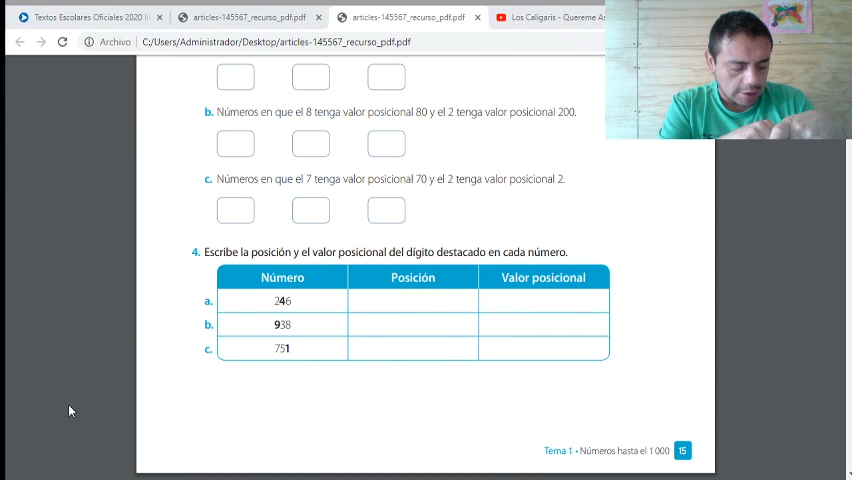 Textos Escolares Oficiales 2020 li
articles-145567_recurso_pdf.pdf
articles-145567_recurso_pdf.pdf
Los Caligaris - Quereme As
Archivo
C:/Users/Administrador/Desktop/articles-145567_recurso_pdf.pdf
b. Números en que el 8 tenga valor posicional 80 y el 2 tenga valor posicional 200.
c. Números en que el 7 tenga valor posicional 70 y el 2 tenga valor posicional 2.
4. Escribe la posición y el valor posicional del dígito destacado en cada número.
Número Posición Valor posicional
a. 246
b. 938
c. 751
Tema 1 • Números hasta el 1 000 15